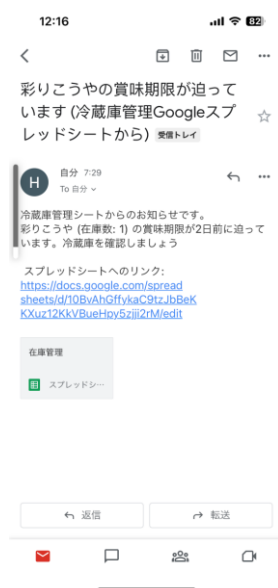 12:16
82
彩りこうやの賞味期限が迫って
います (冷蔵庫管理Googleスプ
レッドシートから) 受信トレイ
H
自分 7:29
To 自分
冷蔵庫管理シートからのお知らせです。
彩りこうや (在庫数: 1) の賞味期限が2日前に迫って
います。冷蔵庫を確認しましょう
スプレッドシートへのリンク:
https://docs.google.com/spread
sheets/d/10BvAhGffykaC9tzJbBeK
KXuz12KkVBueHpy5zjij2rM/edit
在庫管理
スプレッドシ…
返信
転送